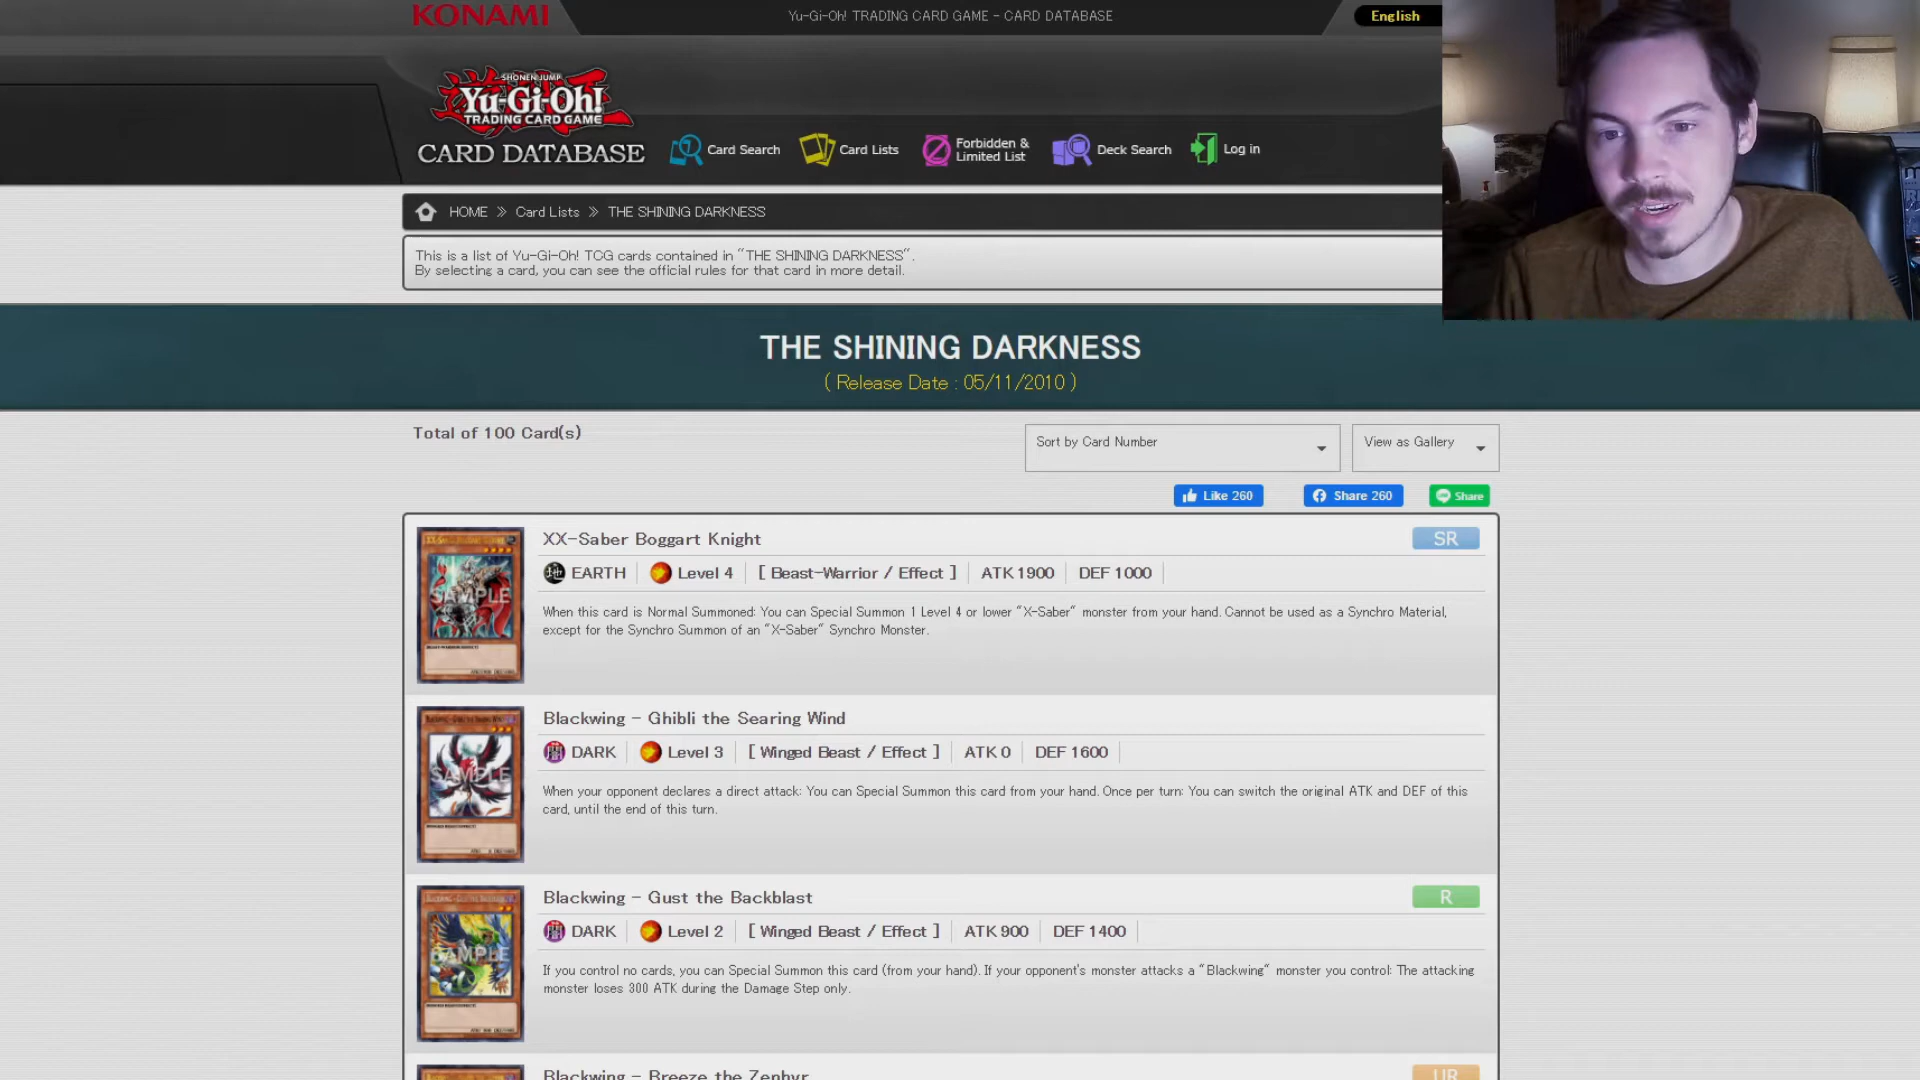 KONAMI
Yu-Gi-Oh! TRADING CARD GAME - CARD DATABASE
English
SHONEN JUMP
Yu-Gi-Oh!
TRADING CARD GAME
CARD DATABASE
Card Search
Card Lists
Forbidden &
Limited List
Deck Search
Log in
HOME » Card Lists » THE SHINING DARKNESS
This is a list of Yu-Gi-Oh! TCG cards contained in "THE SHINING DARKNESS".
By selecting a card, you can see the official rules for that card in more detail.
THE SHINING DARKNESS
( Release Date : 05/11/2010 )
Total of 100 Card(s)
Sort by Card Number
View as Gallery
Like 260
Share 260
Share
XX-Saber Boggart Knight
SR
EARTH
Level 4
[ Beast-Warrior / Effect ]
ATK 1900
DEF 1000
When this card is Normal Summoned: You can Special Summon 1 Level 4 or lower "X-Saber" monster from your hand. Cannot be used as a Synchro Material,
except for the Synchro Summon of an "X-Saber" Synchro Monster.
SAMPLE
Blackwing - Ghibli the Searing Wind
DARK
Level 3
[ Winged Beast / Effect ]
ATK 0
DEF 1600
When your opponent declares a direct attack: You can Special Summon this card from your hand. Once per turn: You can switch the original ATK and DEF of this
card, until the end of this turn.
SAMPLE
Blackwing - Gust the Backblast
R
DARK
Level 2
[ Winged Beast / Effect ]
ATK 900
DEF 1400
If you control no cards, you can Special Summon this card (from your hand). If your opponent's monster attacks a "Blackwing" monster you control: The attacking
monster loses 300 ATK during the Damage Step only.
SAMPLE
Blackwing - Breeze the Zephyr
UR